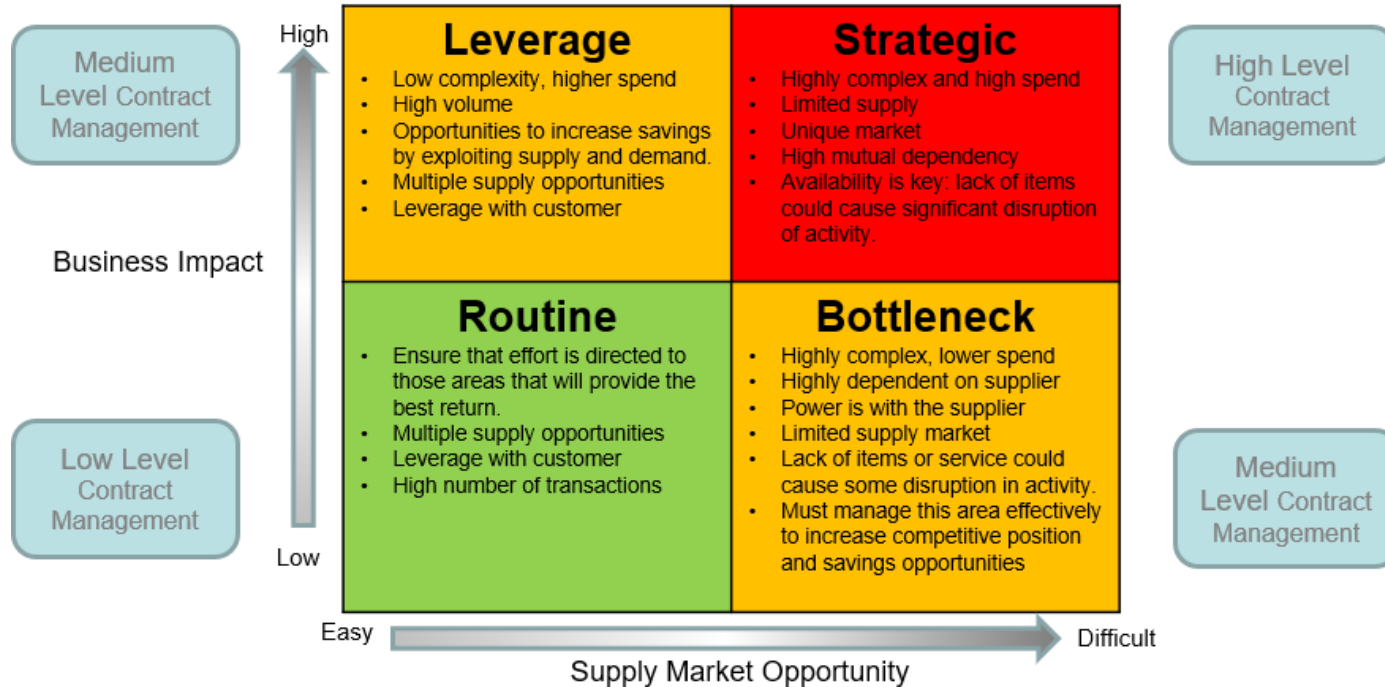 Medium
Level Contract
Management
High
Leverage
• Low complexity, higher spend
• High volume
• Opportunities to increase savings
by exploiting supply and demand.
• Multiple supply opportunities
• Leverage with customer
Strategic
• Highly complex and high spend
• Limited supply
• Unique market
• High mutual dependency
• Availability is key: lack of items
could cause significant disruption
of activity.
High Level
Contract
Management
Business Impact
Routine
• Ensure that effort is directed to
those areas that will provide the
best return.
• Multiple supply opportunities
• Leverage with customer
• High number of transactions
Bottleneck
• Highly complex, lower spend
• Highly dependent on supplier
• Power is with the supplier
• Limited supply market
• Lack of items or service could
cause some disruption in activity.
• Must manage this area effectively
to increase competitive position
and savings opportunities
Low Level
Contract
Management
Medium
Level Contract
Management
Low
Easy
Difficult
Supply Market Opportunity